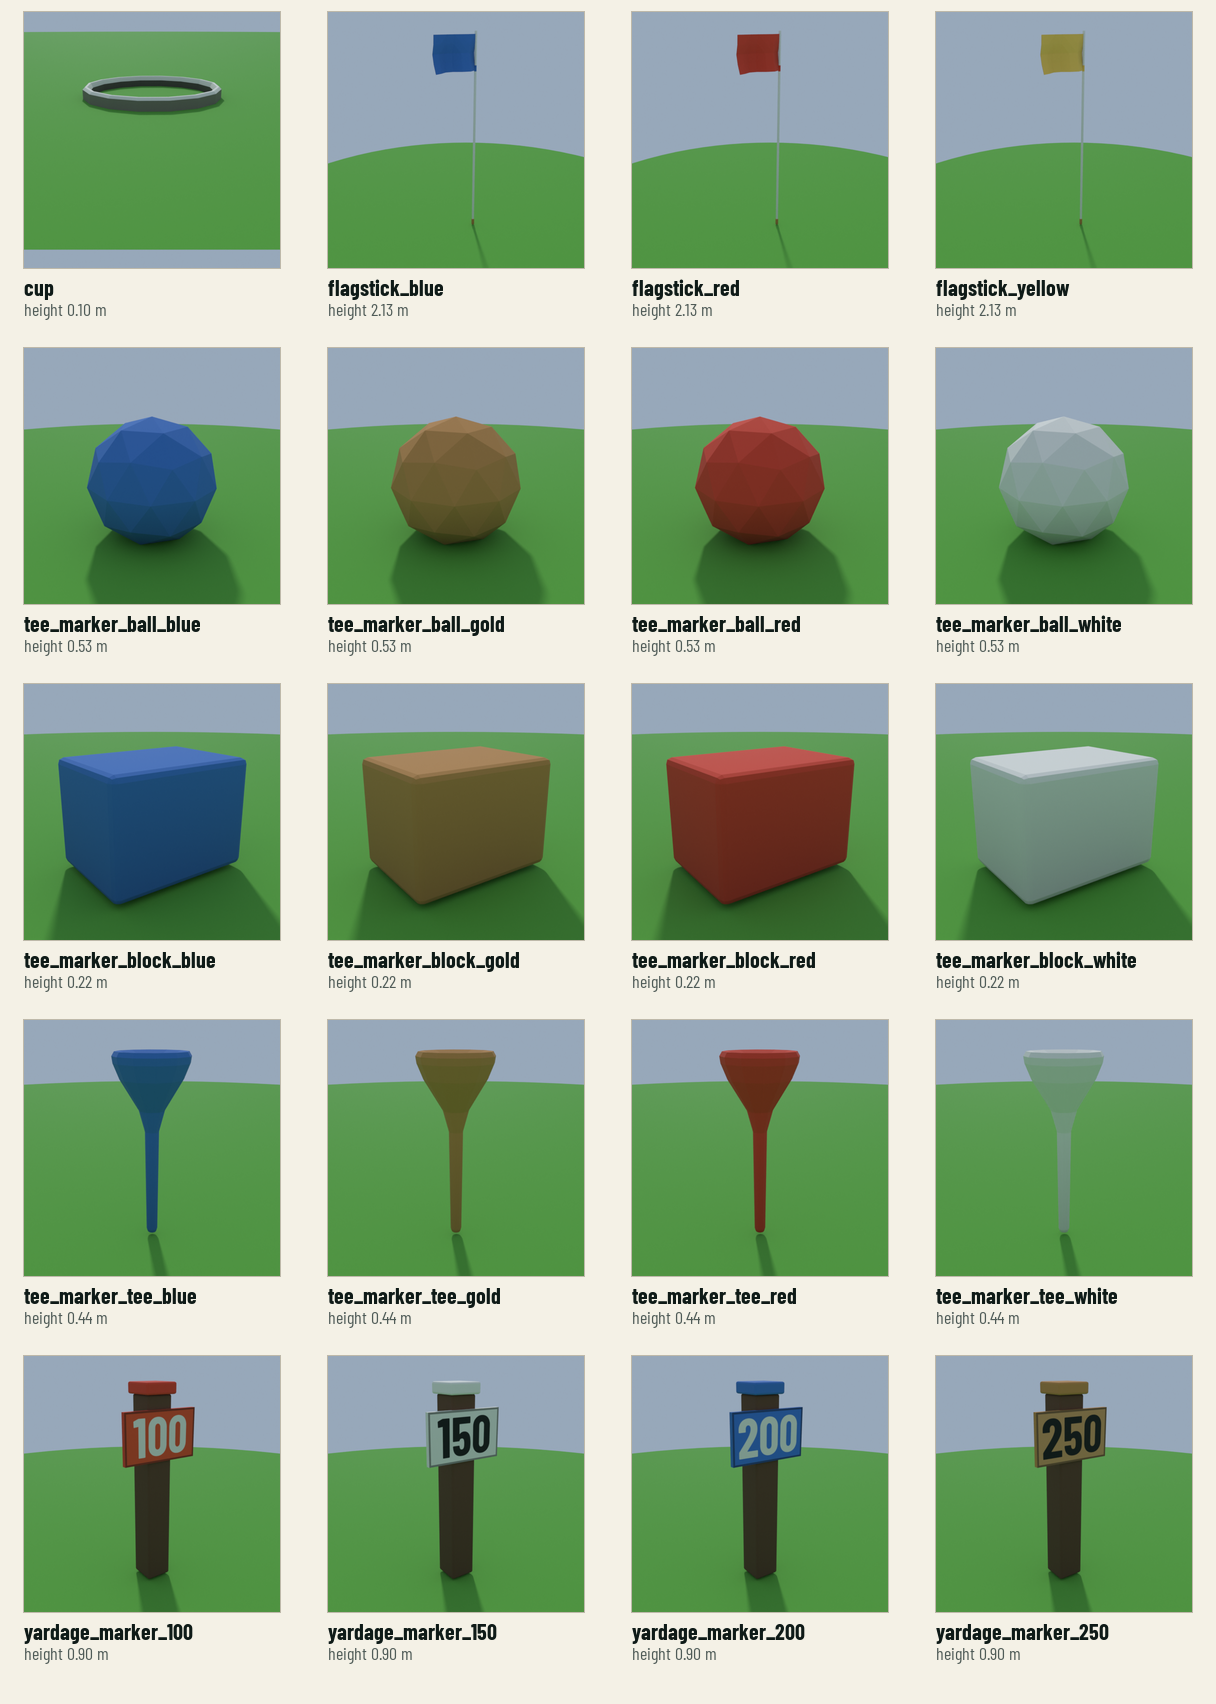 cup
height 0.10 m
flagstick_blue
height 2.13 m
flagstick_red
height 2.13 m
flagstick_yellow
height 2.13 m
tee_marker_ball_blue
height 0.53 m
tee_marker_ball_gold
height 0.53 m
tee_marker_ball_red
height 0.53 m
tee_marker_ball_white
height 0.53 m
tee_marker_block_blue
height 0.22 m
tee_marker_block_gold
height 0.22 m
tee_marker_block_red
height 0.22 m
tee_marker_block_white
height 0.22 m
tee_marker_tee_blue
height 0.44 m
tee_marker_tee_gold
height 0.44 m
tee_marker_tee_red
height 0.44 m
tee_marker_tee_white
height 0.44 m
100
yardage_marker_100
height 0.90 m
150
yardage_marker_150
height 0.90 m
200
yardage_marker_200
height 0.90 m
250
yardage_marker_250
height 0.90 m